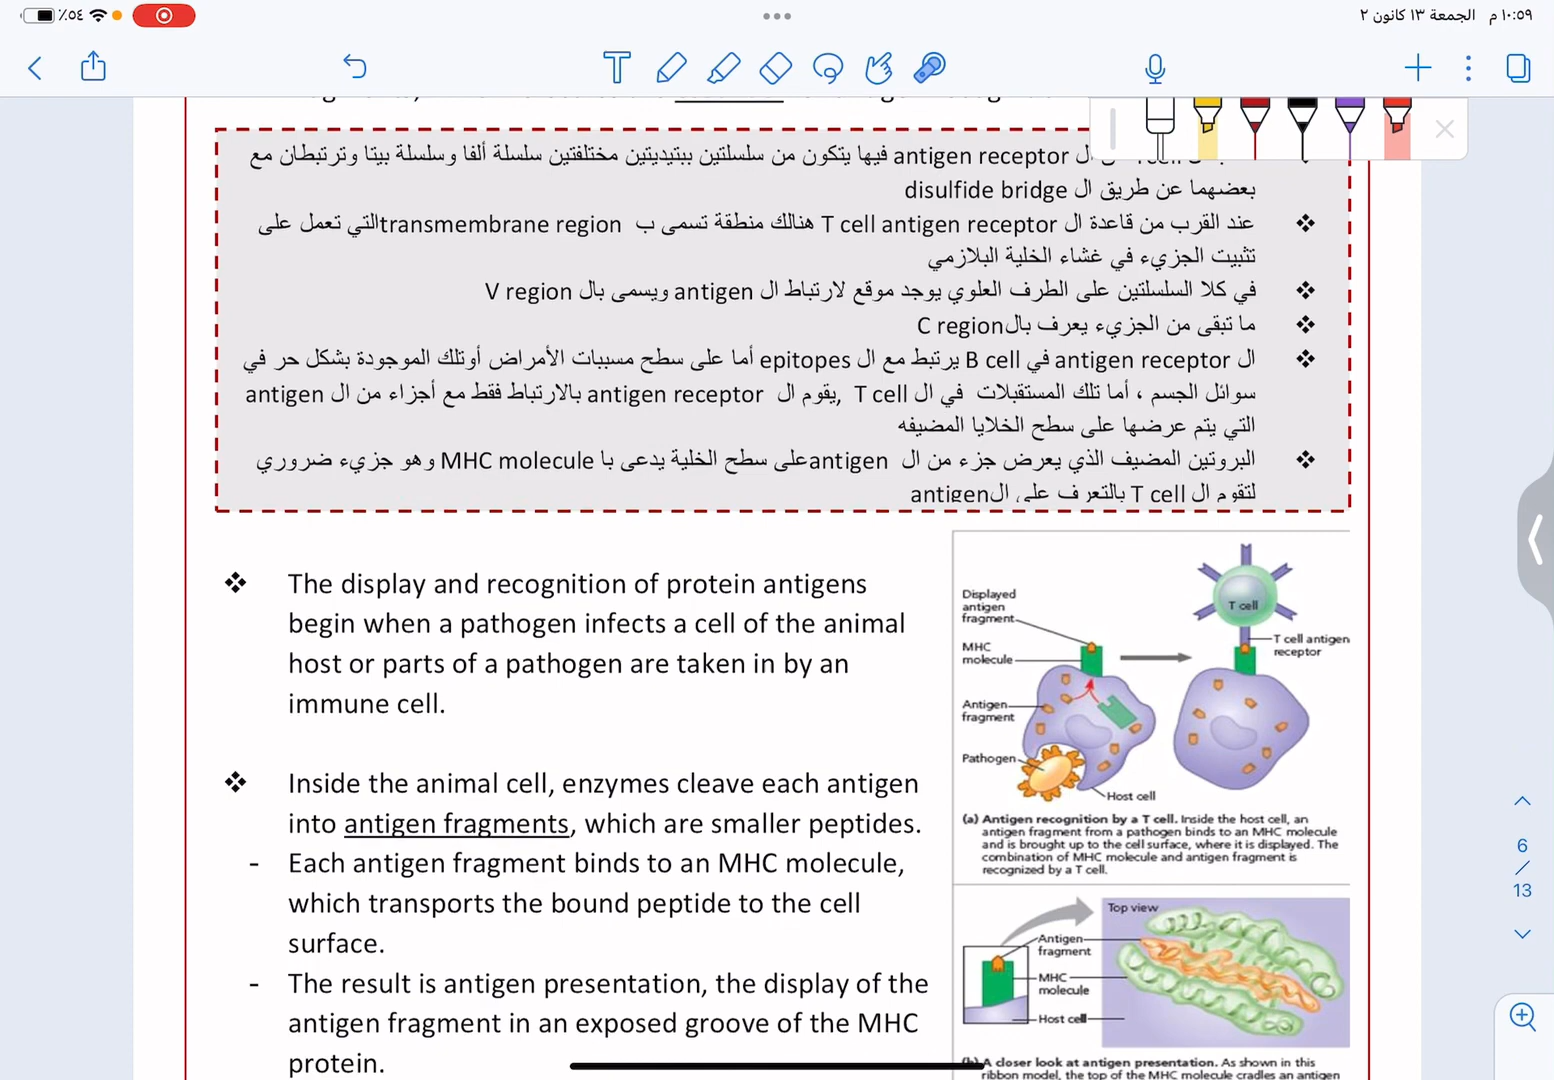 ٪٥٤
١٠:٥٩ م الجمعة ١٣ كانون ٢
ال antigen receptor فيها يتكون من سلسلتين ببتيديتين مختلفتين سلسلة ألفا وسلسلة بيتا وترتبطان مع
بعضهما عن طريق ال disulfide bridge
❖ عند القرب من قاعدة ال T cell antigen receptor هنالك منطقة تسمى ب transmembrane regionالتي تعمل على
تثبيت الجزيء في غشاء الخلية البلازمي
❖ في كلا السلسلتين على الطرف العلوي يوجد موقع لارتباط ال antigen ويسمى بال V region
❖ ما تبقى من الجزيء يعرف بالC region
❖ ال antigen receptor في B cell يرتبط مع ال epitopes أما على سطح مسببات الأمراض أوتلك الموجودة بشكل حر في
سوائل الجسم ، أما تلك المستقبلات في ال T cell ,يقوم ال antigen receptor بالارتباط فقط مع أجزاء من ال antigen
التي يتم عرضها على سطح الخلايا المضيفه
❖ البروتين المضيف الذي يعرض جزء من ال antigenعلى سطح الخلية يدعى با MHC molecule وهو جزيء ضروري
لتقوم ال T cell بالتعرف على الantigen
❖ The display and recognition of protein antigens
begin when a pathogen infects a cell of the animal
host or parts of a pathogen are taken in by an
immune cell.
❖ Inside the animal cell, enzymes cleave each antigen
into antigen fragments, which are smaller peptides.
- Each antigen fragment binds to an MHC molecule,
which transports the bound peptide to the cell
surface.
- The result is antigen presentation, the display of the
antigen fragment in an exposed groove of the MHC
protein.
Displayed
antigen
fragment
MHC
molecule
Antigen
fragment
Pathogen
Host cell
T cell
T cell antigen
receptor
(a) Antigen recognition by a T cell. Inside the host cell, an
antigen fragment from a pathogen binds to an MHC molecule
and is brought up to the cell surface, where it is displayed. The
combination of MHC molecule and antigen fragment is
recognized by a T cell.
Top view
Antigen
fragment
MHC
molecule
Host cell
(b) A closer look at antigen presentation. As shown in this
ribbon model, the top of the MHC molecule cradles an antigen
6
/
13